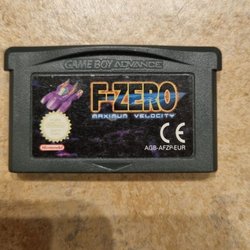 GAME BOY ADVANCE
F-ZERO
MAXIMUM VELOCITY
Nintendo
CE
AGB-AFZP-EUR